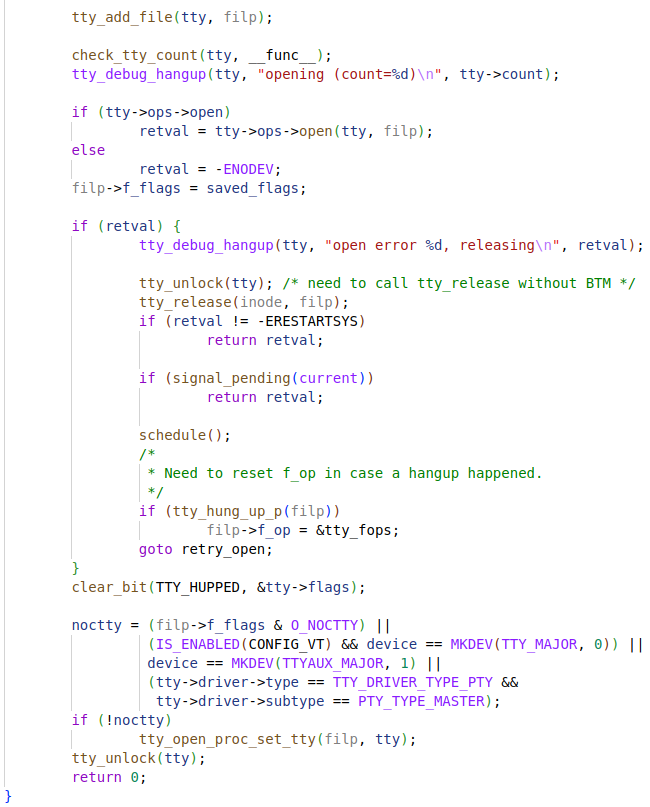 tty_add_file(tty, filp);
check_tty_count(tty, __func__);
tty_debug_hangup(tty, "opening (count=%d)\n", tty->count);
if (tty->ops->open)
retval = tty->ops->open(tty, filp);
else
retval = -ENODEV;
filp->f_flags = saved_flags;
if (retval) {
tty_debug_hangup(tty, "open error %d, releasing\n", retval);
tty_unlock(tty); /* need to call tty_release without BTM */
tty_release(inode, filp);
if (retval != -ERESTARTSYS)
return retval;
if (signal_pending(current))
return retval;
schedule();
/*
* Need to reset f_op in case a hangup happened.
*/
if (tty_hung_up_p(filp))
filp->f_op = &tty_fops;
goto retry_open;
}
clear_bit(TTY_HUPPED, &tty->flags);
noctty = (filp->f_flags & O_NOCTTY) ||
(IS_ENABLED(CONFIG_VT) && device == MKDEV(TTY_MAJOR, 0)) ||
device == MKDEV(TTYAUX_MAJOR, 1) ||
(tty->driver->type == TTY_DRIVER_TYPE_PTY &&
tty->driver->subtype == PTY_TYPE_MASTER);
if (!noctty)
tty_open_proc_set_tty(filp, tty);
tty_unlock(tty);
return 0;
}